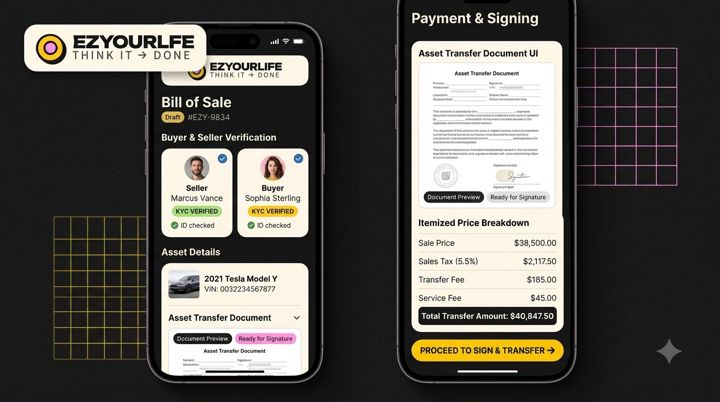 EZYOURLFE
THINK IT → DONE
EZYOURLFE
THINK IT → DONE
Bill of Sale
Draft #EZY-9834
Buyer & Seller Verification
Seller
Marcus Vance
KYC VERIFIED
ID checked
Buyer
Sophia Sterling
KYC VERIFIED
ID checked
Asset Details
2021 Tesla Model Y
VIN: 0032234567877
Asset Transfer Document
Document Preview
Ready for Signature
Asset Transfer Document
Payment & Signing
Asset Transfer Document UI
Asset Transfer Document
Document Preview
Ready for Signature
Itemized Price Breakdown
Sale Price $38,500.00
Sales Tax (5.5%) $2,117.50
Transfer Fee $185.00
Service Fee $45.00
Total Transfer Amount: $40,847.50
PROCEED TO SIGN & TRANSFER →